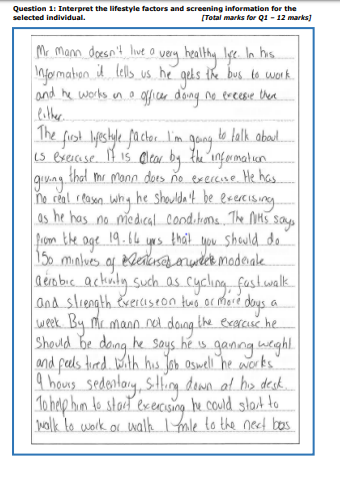 Question 1: Interpret the lifestyle factors and screening information for the
selected individual. [Total marks for Q1 – 12 marks]
Mr Mann doesn't live a very healthy life. In his
Information it tells us he gets the bus to work
and he works in a office doing no excesie then
either.
The first lifestyle factor I'm going to talk about
is exercise. It is clear by the information
giving that mr mann does no exercise. He has
no real reason why he shouldn't be exercising
as he has no medical conditions. The NHS says
from the age 19-64 yrs that you should do
150 mintues of moderate
aerobic activity such as cycling, fast walk
and strength exercise on two or more days a
week. By Mr mann not doing the exercise he
should be doing he says he is gaining weight
and feels tired. With his job aswell he works
9 hours sedentary, sitting down at his desk.
To help him to start exercising he could start to
walk to work or walk 1 mile to the next bus